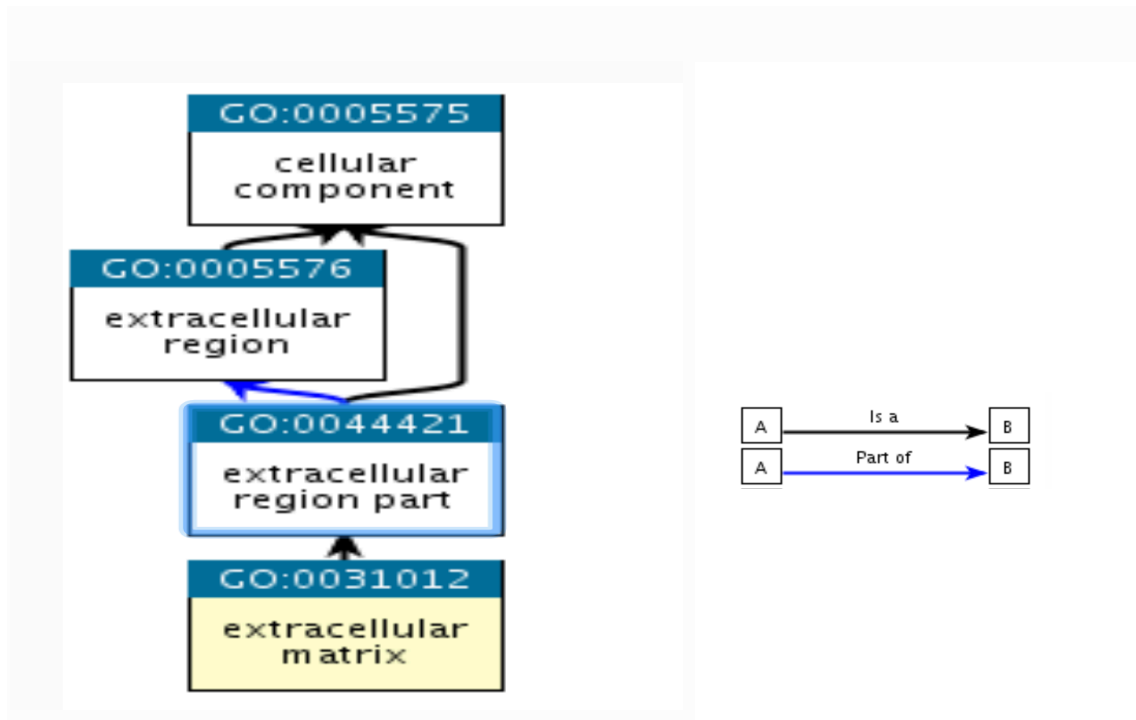 GO:0005575
cellular
component
GO:0005576
extracellular
region
GO:0044421
extracellular
region part
GO:0031012
extracellular
matrix
A Is a B
A Part of B